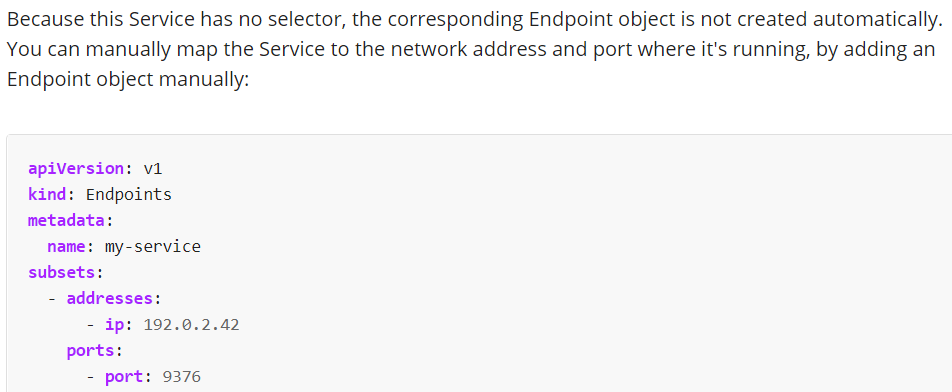 Because this Service has no selector, the corresponding Endpoint object is not created automatically.
You can manually map the Service to the network address and port where it's running, by adding an
Endpoint object manually:
apiVersion: v1
kind: Endpoints
metadata:
  name: my-service
subsets:
  - addresses:
      - ip: 192.0.2.42
    ports:
      - port: 9376